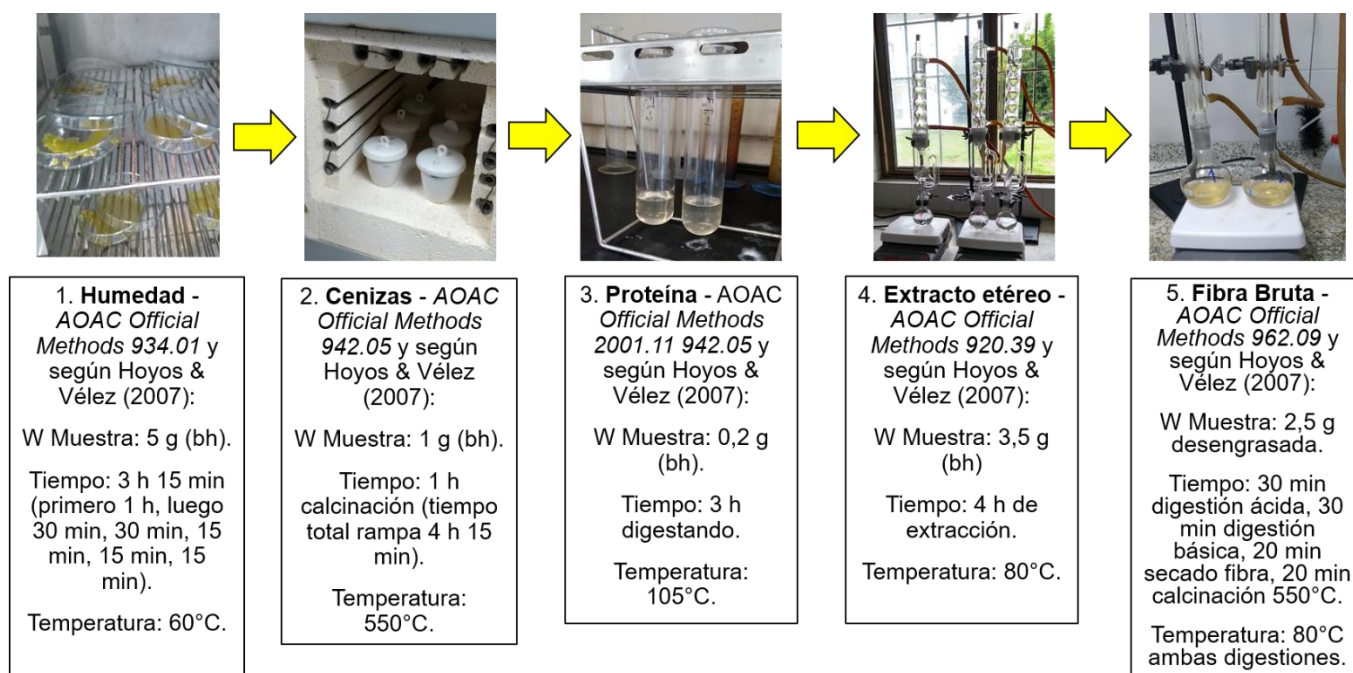 1. Humedad -
AOAC Official
Methods 934.01 y
según Hoyos &
Vélez (2007):
W Muestra: 5 g (bh).
Tiempo: 3 h 15 min
(primero 1 h, luego
30 min, 30 min, 15
min, 15 min, 15
min).
Temperatura: 60°C.
2. Cenizas - AOAC
Official Methods
942.05 y según
Hoyos & Vélez
(2007):
W Muestra: 1 g (bh).
Tiempo: 1 h
calcinación (tiempo
total rampa 4 h 15
min).
Temperatura:
550°C.
3. Proteína - AOAC
Official Methods
2001.11 942.05 y
según Hoyos &
Vélez (2007):
W Muestra: 0,2 g
(bh).
Tiempo: 3 h
digestando.
Temperatura:
105°C.
4. Extracto etéreo -
AOAC Official
Methods 920.39 y
según Hoyos &
Vélez (2007):
W Muestra: 3,5 g
(bh)
Tiempo: 4 h de
extracción.
Temperatura: 80°C.
5. Fibra Bruta -
AOAC Official
Methods 962.09 y
según Hoyos &
Vélez (2007):
W Muestra: 2,5 g
desengrasada.
Tiempo: 30 min
digestión ácida, 30
min digestión
básica, 20 min
secado fibra, 20 min
calcinación 550°C.
Temperatura: 80°C
ambas digestiones.